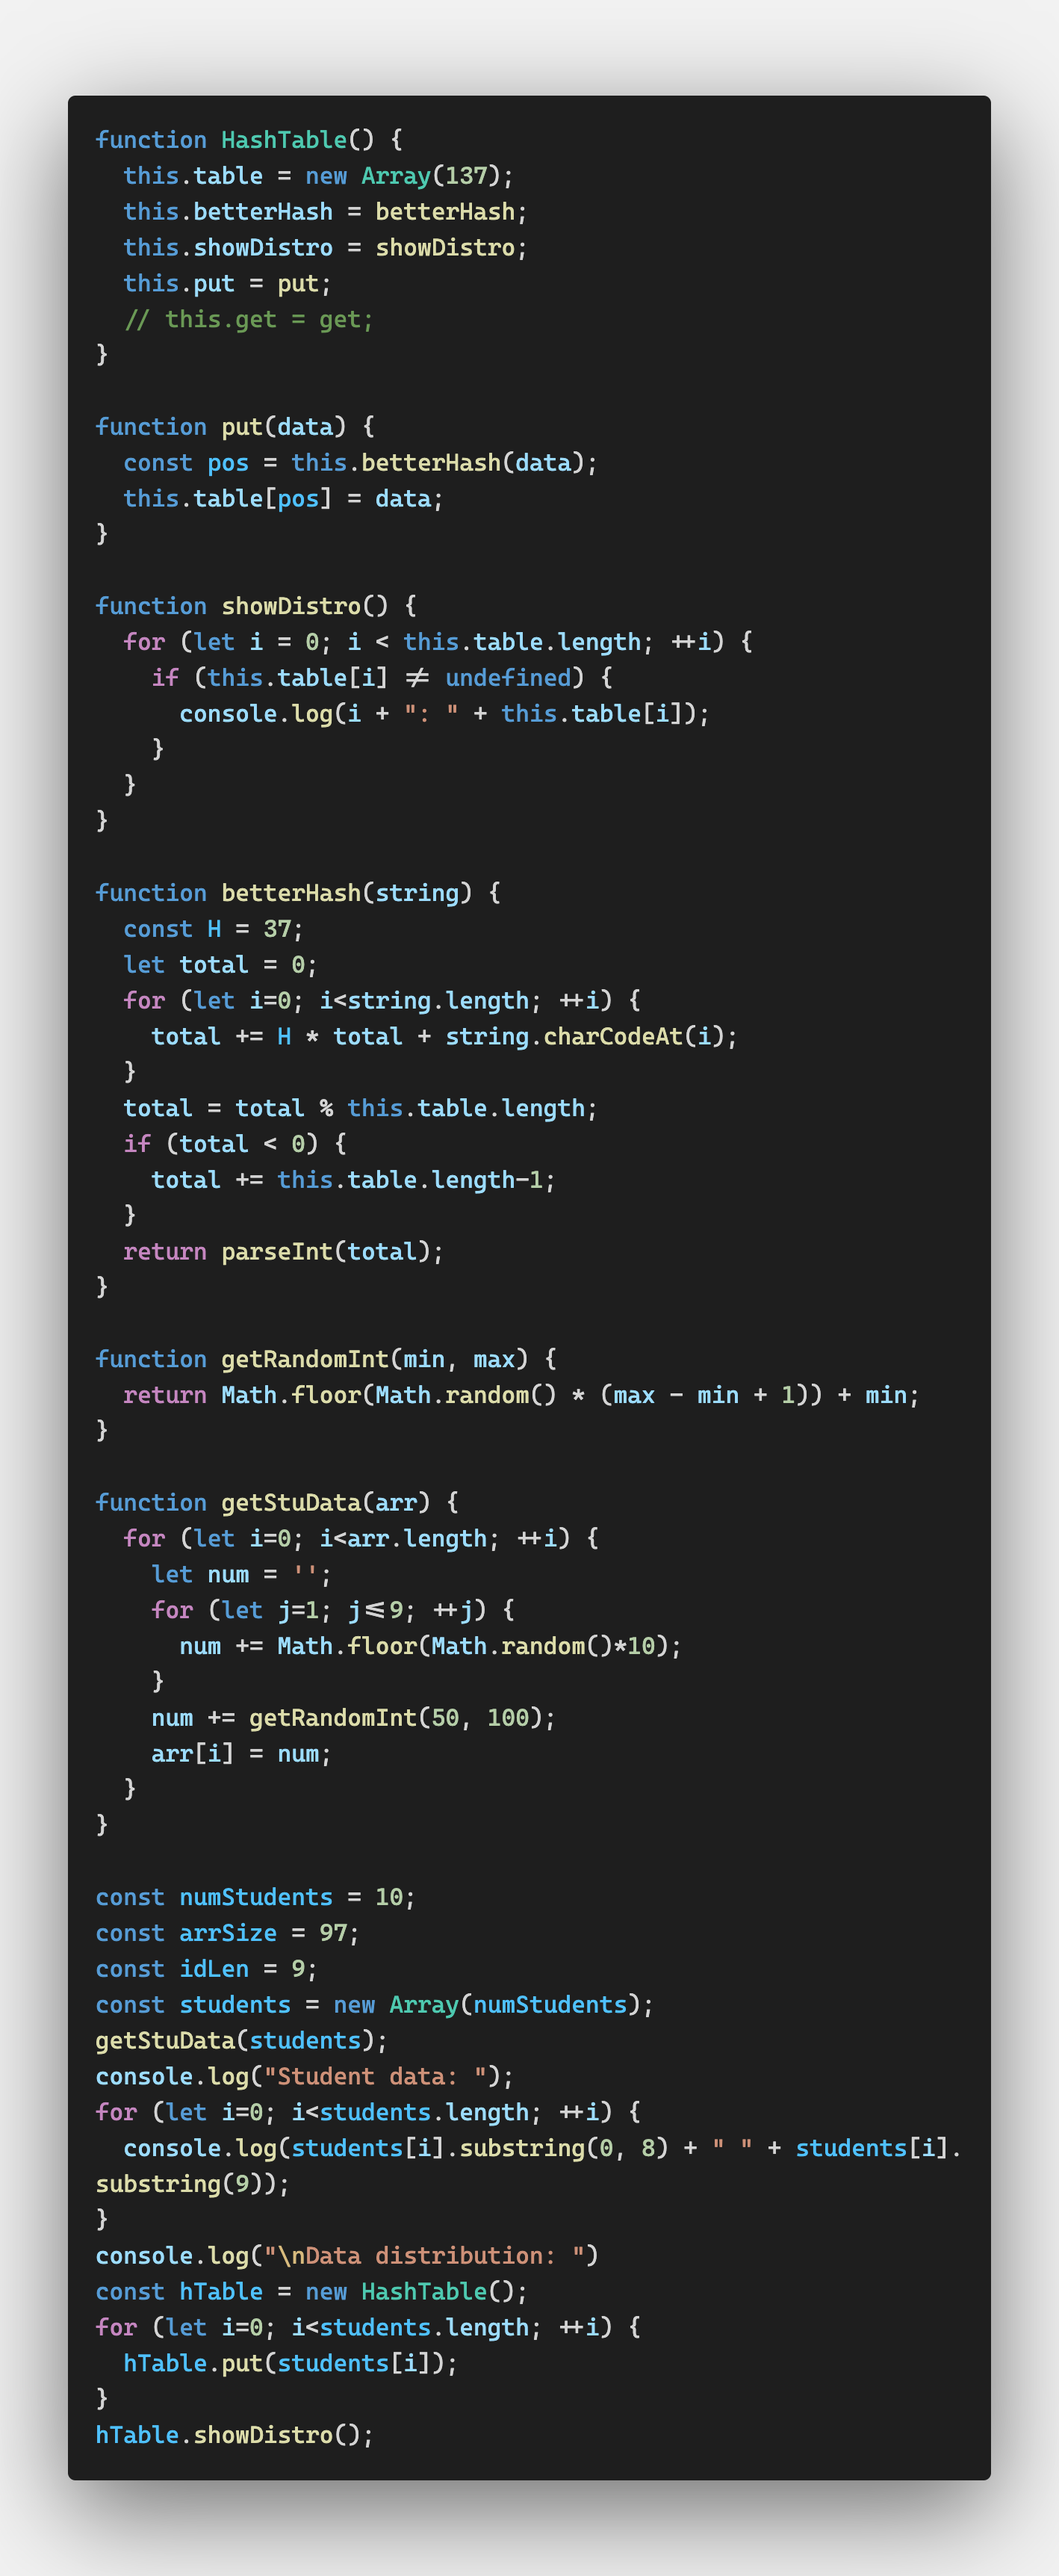 function HashTable() {
  this.table = new Array(137);
  this.betterHash = betterHash;
  this.showDistro = showDistro;
  this.put = put;
  // this.get = get;
}

function put(data) {
  const pos = this.betterHash(data);
  this.table[pos] = data;
}

function showDistro() {
  for (let i = 0; i < this.table.length; ++i) {
    if (this.table[i] != undefined) {
      console.log(i + ": " + this.table[i]);
    }
  }
}

function betterHash(string) {
  const H = 37;
  let total = 0;
  for (let i=0; i<string.length; ++i) {
    total += H * total + string.charCodeAt(i);
  }
  total = total % this.table.length;
  if (total < 0) {
    total += this.table.length-1;
  }
  return parseInt(total);
}

function getRandomInt(min, max) {
  return Math.floor(Math.random() * (max - min + 1)) + min;
}

function getStuData(arr) {
  for (let i=0; i<arr.length; ++i) {
    let num = '';
    for (let j=1; j<=9; ++j) {
      num += Math.floor(Math.random()*10);
    }
    num += getRandomInt(50, 100);
    arr[i] = num;
  }
}

const numStudents = 10;
const arrSize = 97;
const idLen = 9;
const students = new Array(numStudents);
getStuData(students);
console.log("Student data: ");
for (let i=0; i<students.length; ++i) {
  console.log(students[i].substring(0, 8) + " " + students[i].
substring(9));
}
console.log("\nData distribution: ")
const hTable = new HashTable();
for (let i=0; i<students.length; ++i) {
  hTable.put(students[i]);
}
hTable.showDistro();